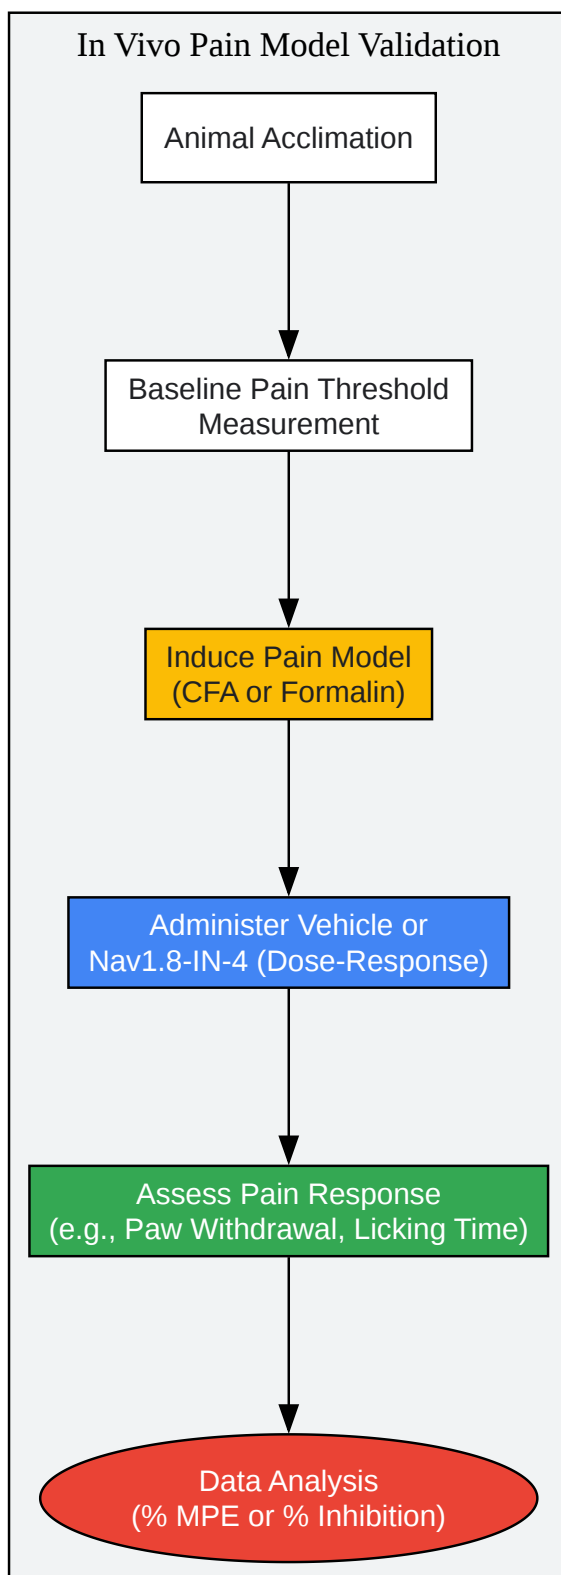 In Vivo Pain Model Validation
Animal Acclimation
Baseline Pain Threshold
Measurement
Induce Pain Model
(CFA or Formalin)
Administer Vehicle or
Nav1.8-IN-4 (Dose-Response)
Assess Pain Response
(e.g., Paw Withdrawal, Licking Time)
Data Analysis
(% MPE or % Inhibition)